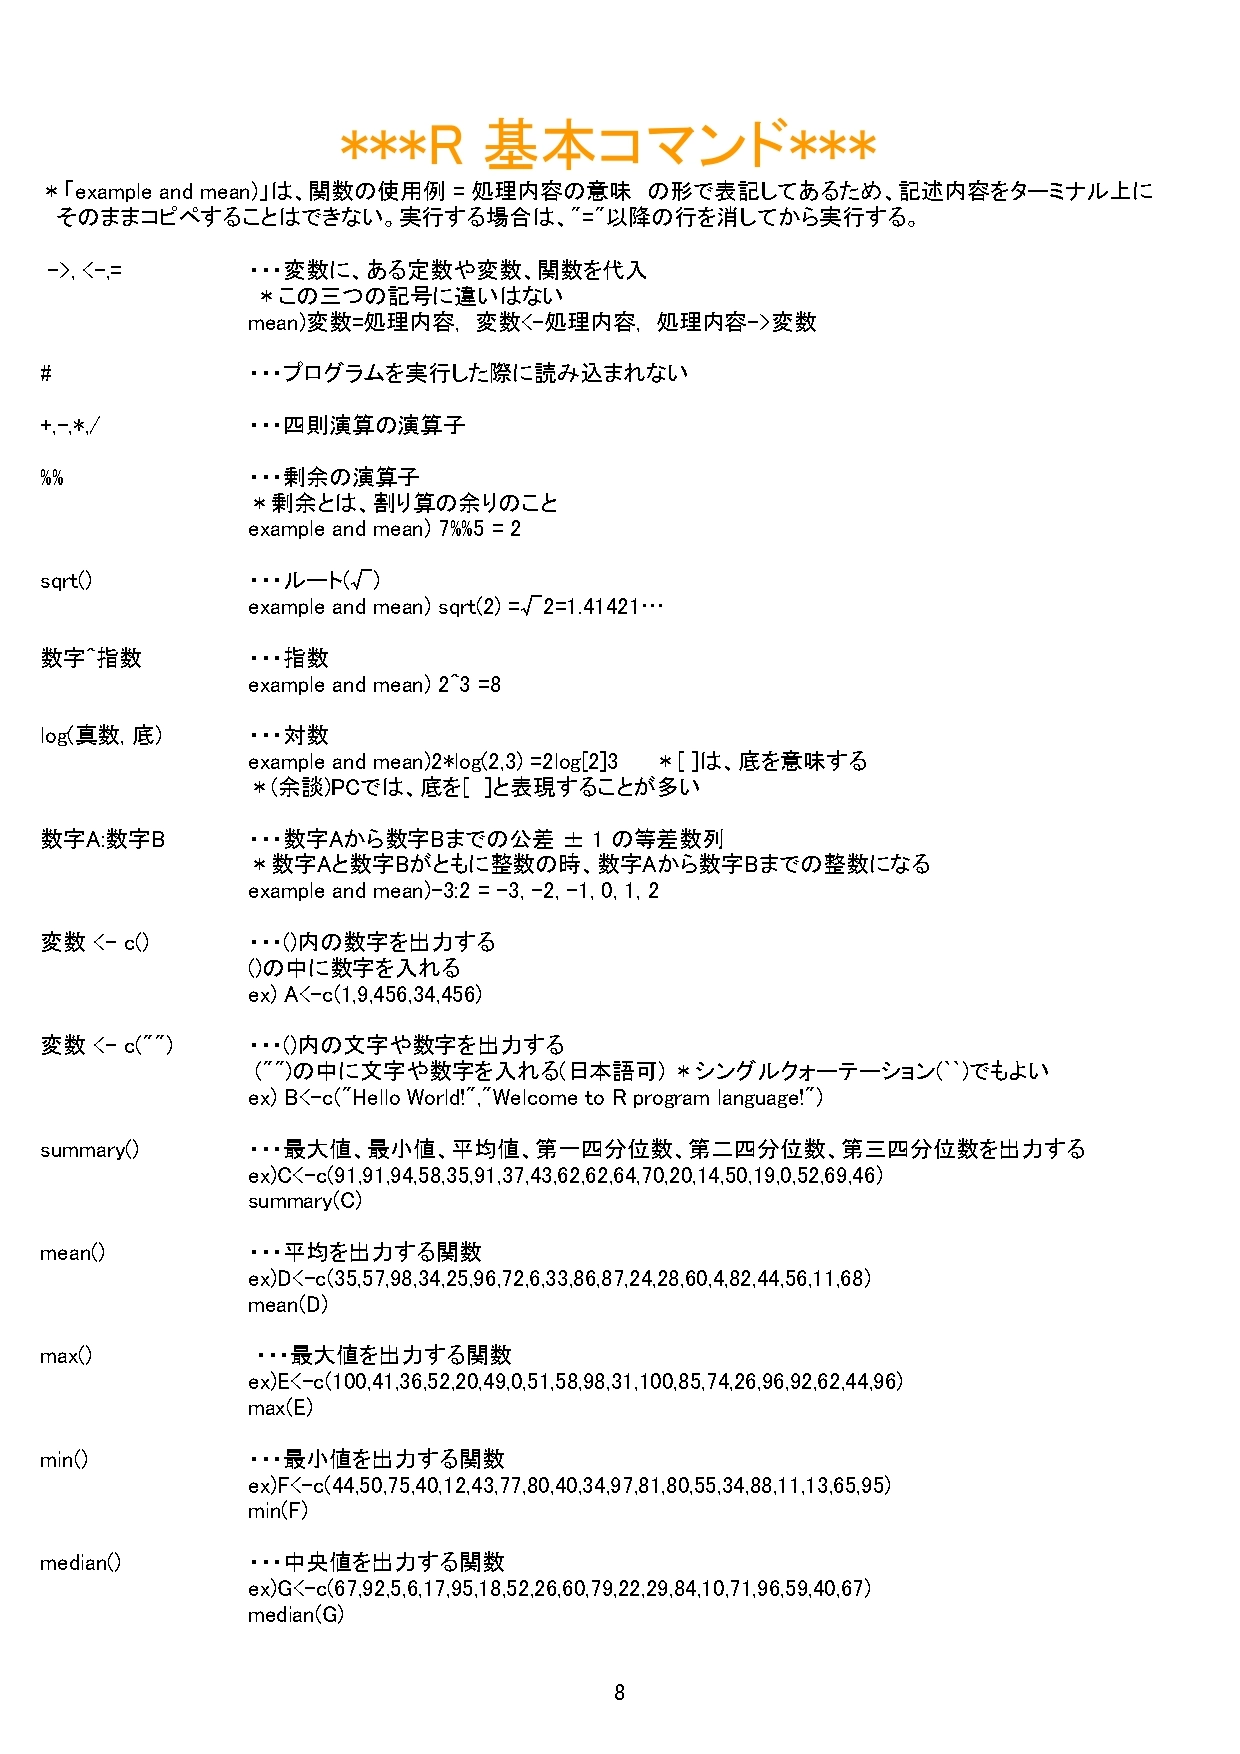 ***R 基本コマンド***
*「example and mean)」は、関数の使用例 = 処理内容の意味　の形で表記してあるため、記述内容をターミナル上に
そのままコピペすることはできない。実行する場合は、"="以降の行を消してから実行する。
->, <-,= ・・・変数に、ある定数や変数、関数を代入
*この三つの記号に違いはない
mean)変数=処理内容, 変数<-処理内容, 処理内容->変数
# ・・・プログラムを実行した際に読み込まれない
+,-,*,/ ・・・四則演算の演算子
%% ・・・剰余の演算子
*剰余とは、割り算の余りのこと
example and mean) 7%%5 = 2
sqrt() ・・・ルート(√￣)
example and mean) sqrt(2) =√￣2=1.41421…
数字^指数 ・・・指数
example and mean) 2^3 =8
log(真数, 底) ・・・対数
example and mean)2*log(2,3) =2log[2]3　*[ ]は、底を意味する
*(余談)PCでは、底を[ ]と表現することが多い
数字A:数字B ・・・数字Aから数字Bまでの公差 ± 1 の等差数列
*数字Aと数字Bがともに整数の時、数字Aから数字Bまでの整数になる
example and mean)-3:2 = -3, -2, -1, 0, 1, 2
変数 <- c() ・・・()内の数字を出力する
()の中に数字を入れる
ex) A<-c(1,9,456,34,456)
変数 <- c("") ・・・()内の文字や数字を出力する
("")の中に文字や数字を入れる(日本語可) *シングルクォーテーション(``)でもよい
ex) B<-c("Hello World!","Welcome to R program language!")
summary() ・・・最大値、最小値、平均値、第一四分位数、第二四分位数、第三四分位数を出力する
ex)C<-c(91,91,94,58,35,91,37,43,62,62,64,70,20,14,50,19,0,52,69,46)
summary(C)
mean() ・・・平均を出力する関数
ex)D<-c(35,57,98,34,25,96,72,6,33,86,87,24,28,60,4,82,44,56,11,68)
mean(D)
max() ・・・最大値を出力する関数
ex)E<-c(100,41,36,52,20,49,0,51,58,98,31,100,85,74,26,96,92,62,44,96)
max(E)
min() ・・・最小値を出力する関数
ex)F<-c(44,50,75,40,12,43,77,80,40,34,97,81,80,55,34,88,11,13,65,95)
min(F)
median() ・・・中央値を出力する関数
ex)G<-c(67,92,5,6,17,95,18,52,26,60,79,22,29,84,10,71,96,59,40,67)
median(G)
8